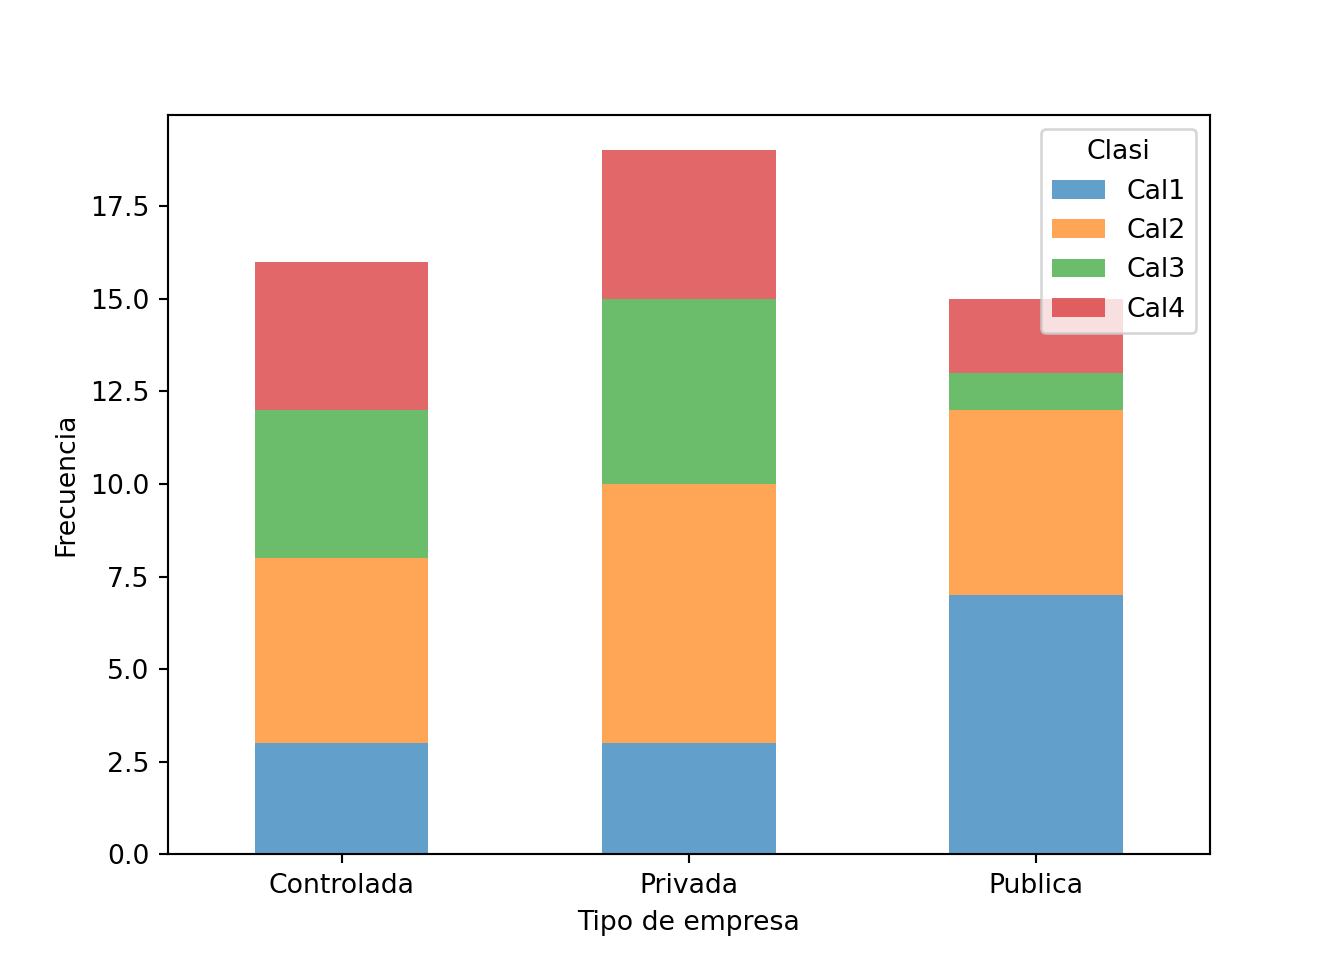 Clasi
Cal1
Cal2
Cal3
Cal4
17.5
15.0
12.5
10.0
7.5
5.0
2.5
0.0
Frecuencia
Controlada
Privada
Publica
Tipo de empresa